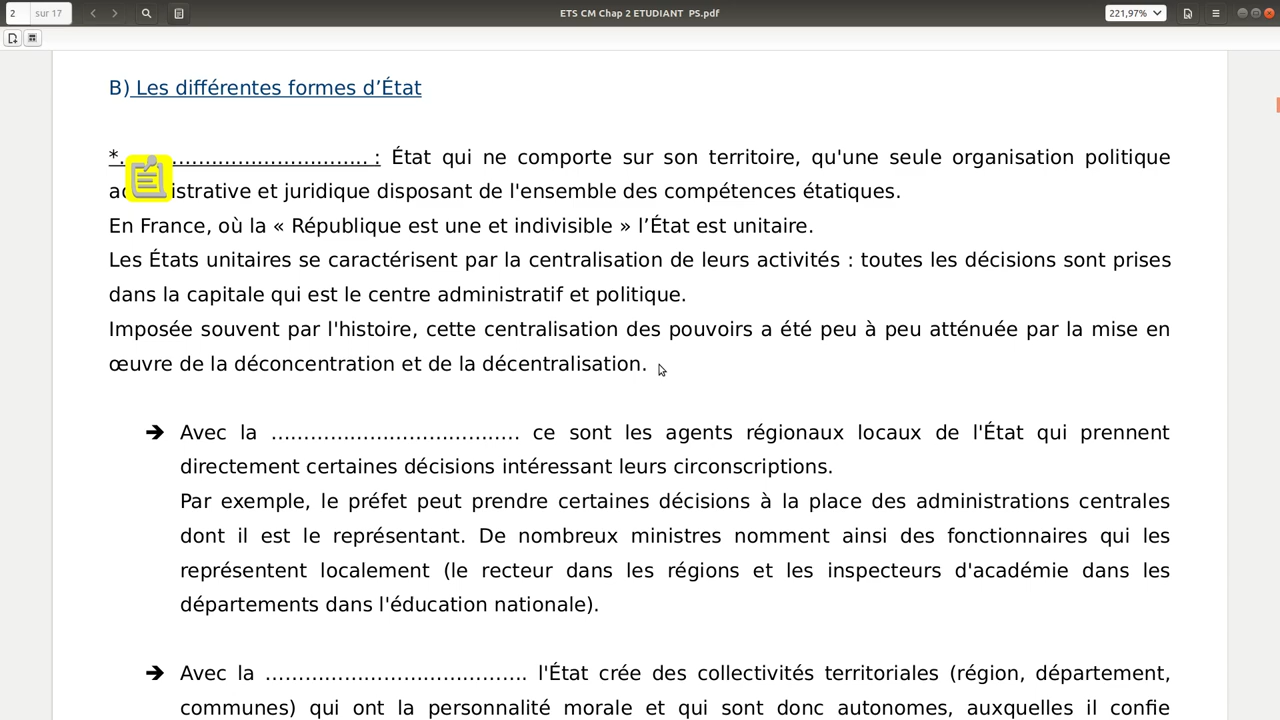 2 sur 17 ETS CM Chap 2 ETUDIANT PS.pdf 221,97%
B) Les différentes formes d’État
*. ................................ : État qui ne comporte sur son territoire, qu'une seule organisation politique
istrative et juridique disposant de l'ensemble des compétences étatiques.
En France, où la « République est une et indivisible » l’État est unitaire.
Les États unitaires se caractérisent par la centralisation de leurs activités : toutes les décisions sont prises
dans la capitale qui est le centre administratif et politique.
Imposée souvent par l'histoire, cette centralisation des pouvoirs a été peu à peu atténuée par la mise en
œuvre de la déconcentration et de la décentralisation.
➔ Avec la …………………………………. ce sont les agents régionaux locaux de l'État qui prennent
directement certaines décisions intéressant leurs circonscriptions.
Par exemple, le préfet peut prendre certaines décisions à la place des administrations centrales
dont il est le représentant. De nombreux ministres nomment ainsi des fonctionnaires qui les
représentent localement (le recteur dans les régions et les inspecteurs d'académie dans les
départements dans l'éducation nationale).
➔ Avec la …………………………………. l'État crée des collectivités territoriales (région, département,
communes) qui ont la personnalité morale et qui sont donc autonomes, auxquelles il confie